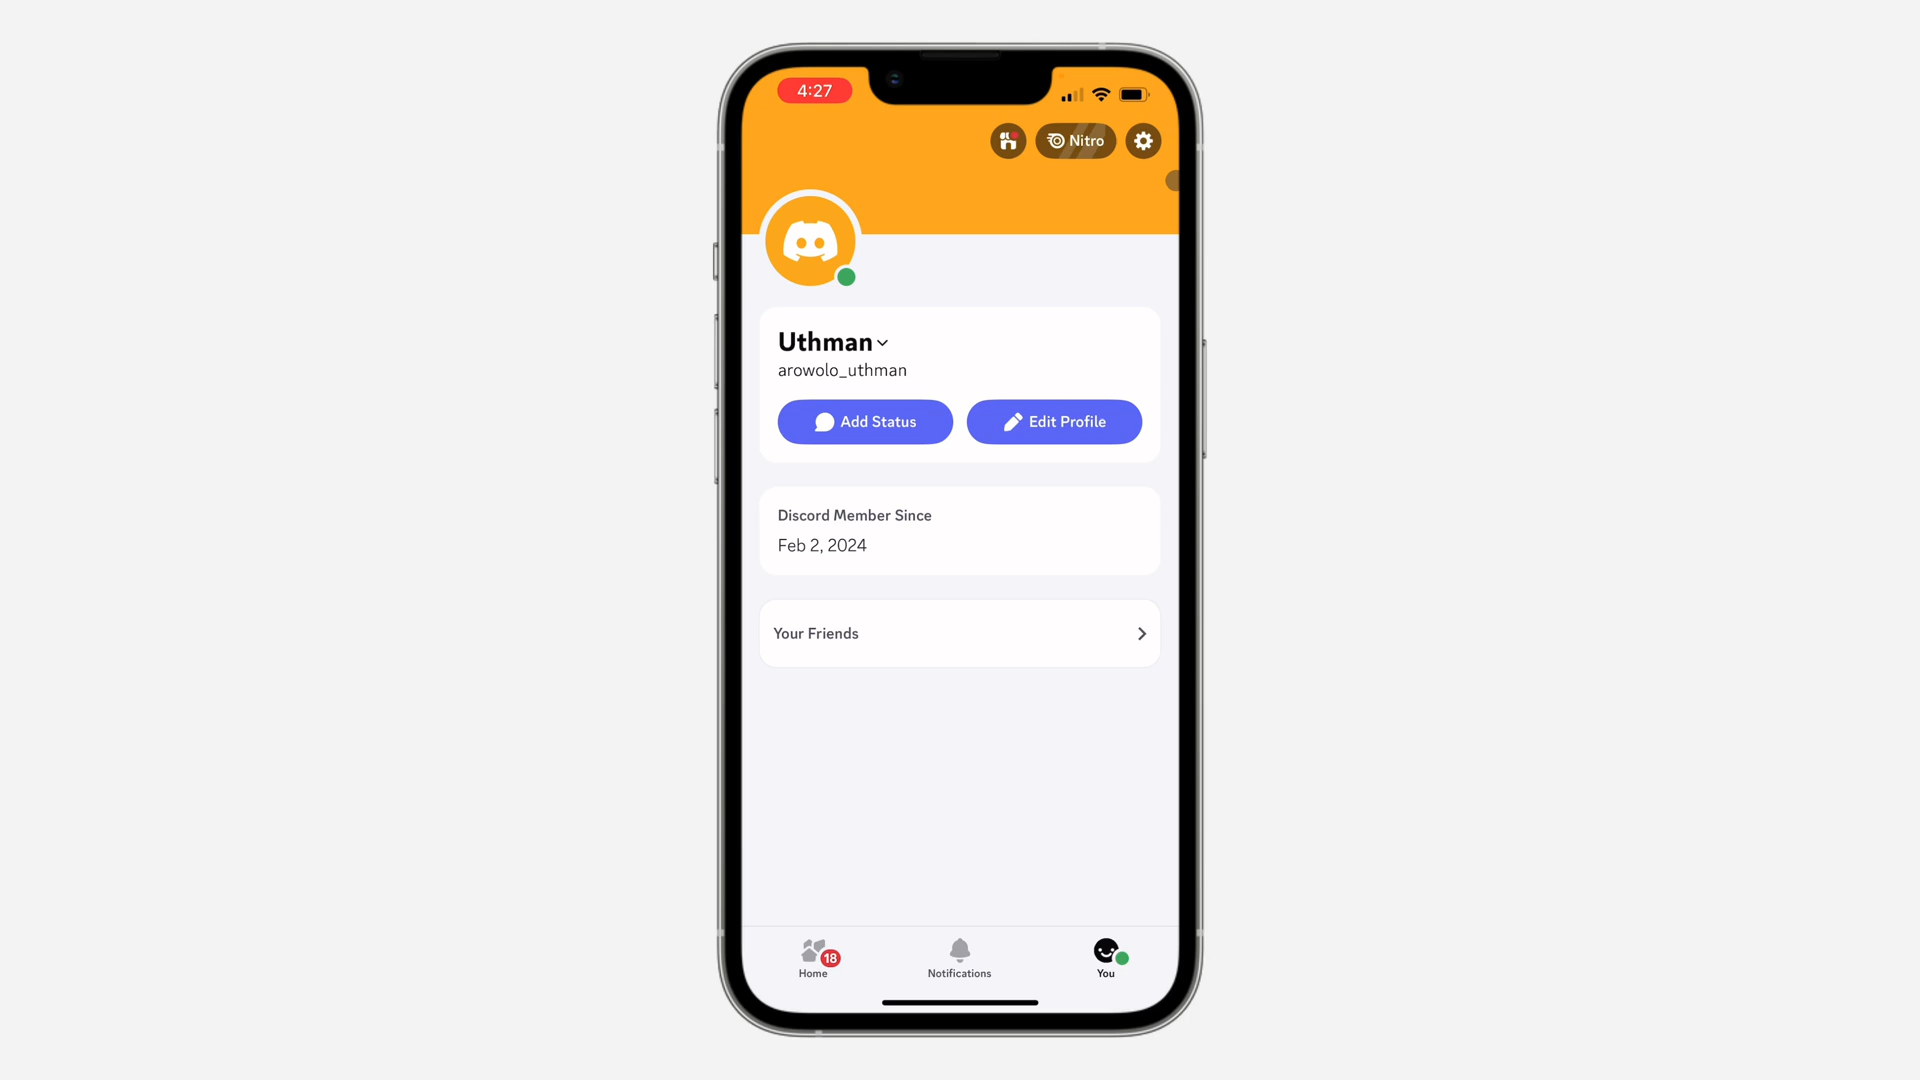 4:27
Nitro
Uthman
arowolo_uthman
Add Status
Edit Profile
Discord Member Since
Feb 2, 2024
Your Friends
18
Home
Notifications
You